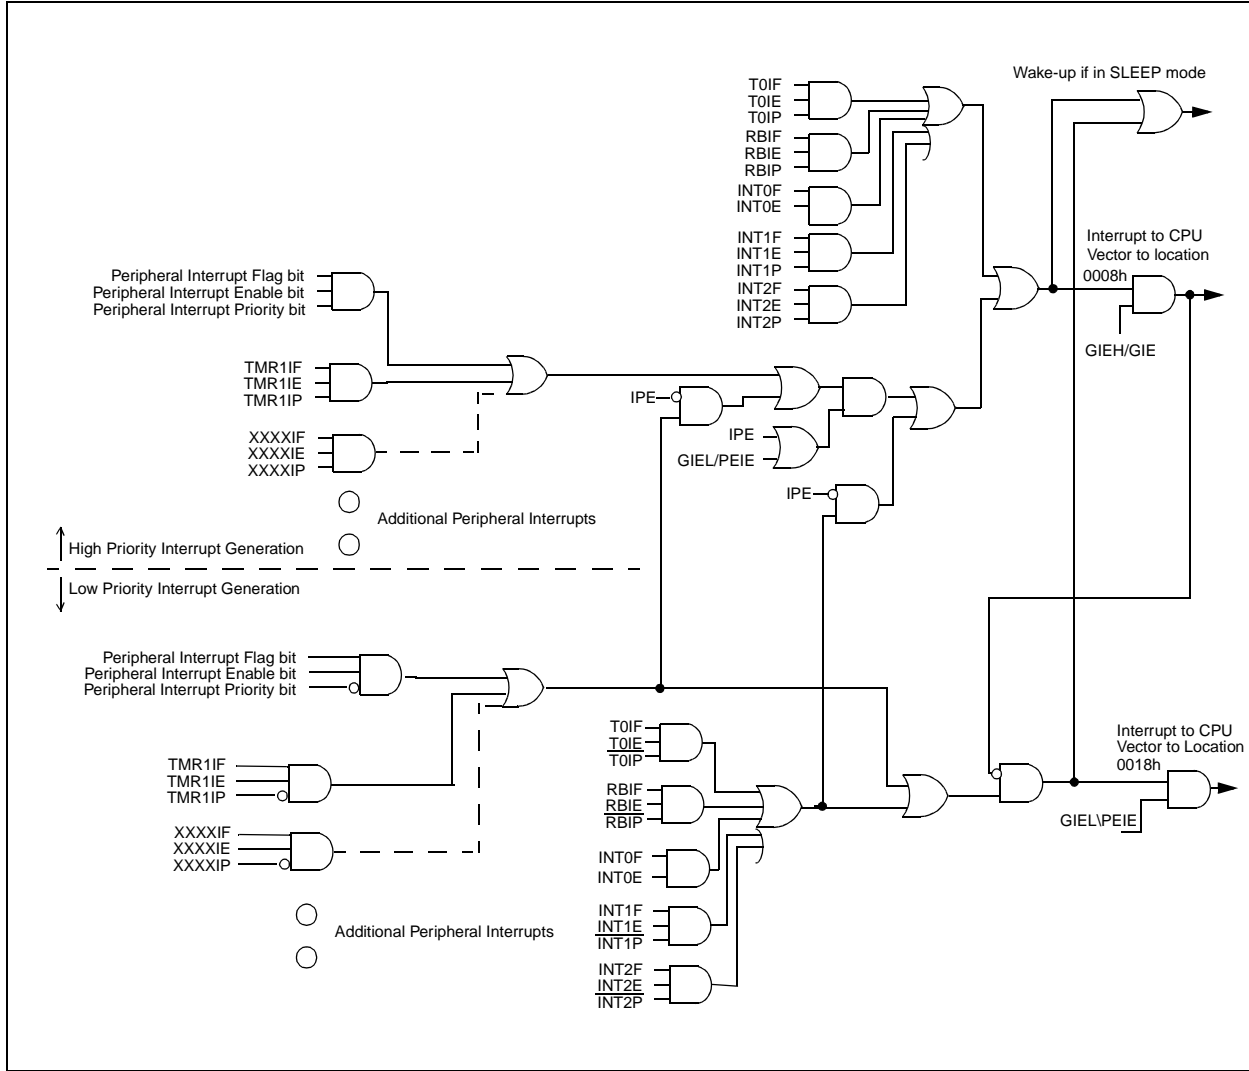 Wake-up if in SLEEP mode
T0IF
T0IE
T0IP
RBIF
RBIE
RBIP
INT0F
INT0E
INT1F
INT1E
INT1P
INT2F
INT2E
INT2P
Interrupt to CPU
Vector to location
0008h
GIEH/GIE
Peripheral Interrupt Flag bit
Peripheral Interrupt Enable bit
Peripheral Interrupt Priority bit
TMR1IF
TMR1IE
TMR1IP
XXXXIF
XXXXIE
XXXXIP
IPE
IPE
GIEL/PEIE
IPE
Additional Peripheral Interrupts
High Priority Interrupt Generation
Low Priority Interrupt Generation
Peripheral Interrupt Flag bit
Peripheral Interrupt Enable bit
Peripheral Interrupt Priority bit
TMR1IF
TMR1IE
TMR1IP
XXXXIF
XXXXIE
XXXXIP
Additional Peripheral Interrupts
T0IF
T0IE
T0IP
RBIF
RBIE
RBIP
INT0F
INT0E
INT1F
INT1E
INT1P
INT2F
INT2E
INT2P
Interrupt to CPU
Vector to Location
0018h
GIEL\PEIE